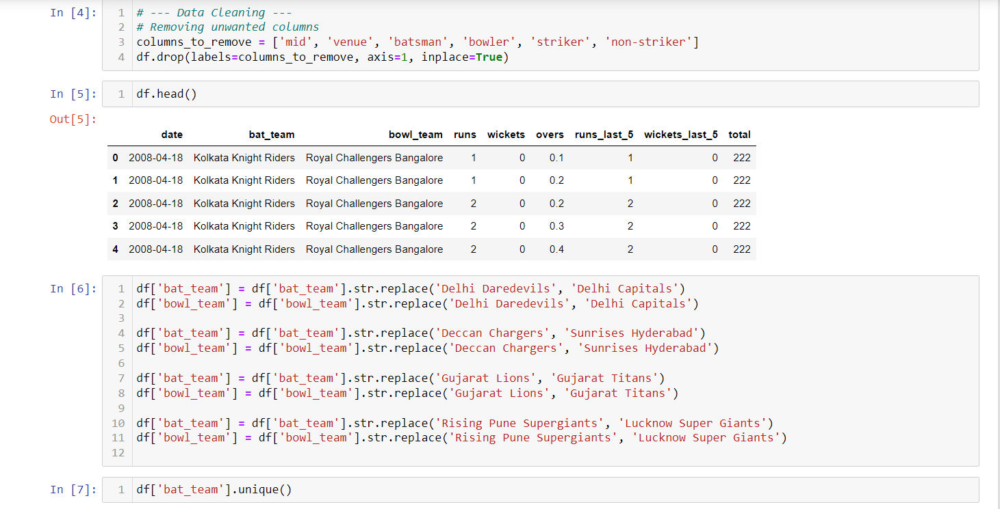 In [4]:
1 # --- Data Cleaning ---
2 # Removing unwanted columns
3 columns_to_remove = ['mid', 'venue', 'batsman', 'bowler', 'striker', 'non-striker']
4 df.drop(labels=columns_to_remove, axis=1, inplace=True)
In [5]:
1 df.head()
Out[5]:
date bat_team bowl_team runs wickets overs runs_last_5 wickets_last_5 total
0 2008-04-18 Kolkata Knight Riders Royal Challengers Bangalore 1 0 0.1 1 0 222
1 2008-04-18 Kolkata Knight Riders Royal Challengers Bangalore 1 0 0.2 1 0 222
2 2008-04-18 Kolkata Knight Riders Royal Challengers Bangalore 2 0 0.2 2 0 222
3 2008-04-18 Kolkata Knight Riders Royal Challengers Bangalore 2 0 0.3 2 0 222
4 2008-04-18 Kolkata Knight Riders Royal Challengers Bangalore 2 0 0.4 2 0 222
In [6]:
1 df['bat_team'] = df['bat_team'].str.replace('Delhi Daredevils', 'Delhi Capitals')
2 df['bowl_team'] = df['bowl_team'].str.replace('Delhi Daredevils', 'Delhi Capitals')
3
4 df['bat_team'] = df['bat_team'].str.replace('Deccan Chargers', 'Sunrises Hyderabad')
5 df['bowl_team'] = df['bowl_team'].str.replace('Deccan Chargers', 'Sunrises Hyderabad')
6
7 df['bat_team'] = df['bat_team'].str.replace('Gujarat Lions', 'Gujarat Titans')
8 df['bowl_team'] = df['bowl_team'].str.replace('Gujarat Lions', 'Gujarat Titans')
9
10 df['bat_team'] = df['bat_team'].str.replace('Rising Pune Supergiants', 'Lucknow Super Giants')
11 df['bowl_team'] = df['bowl_team'].str.replace('Rising Pune Supergiants', 'Lucknow Super Giants')
12
In [7]:
1 df['bat_team'].unique()